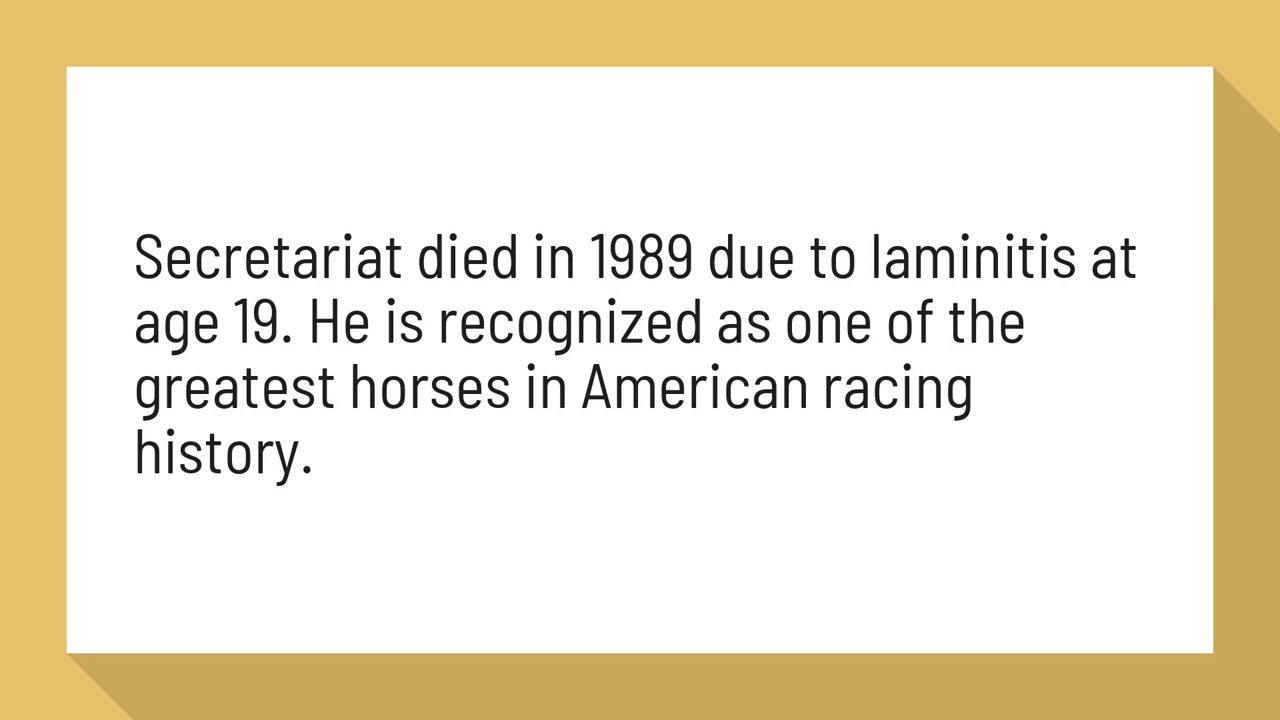 Secretariat died in 1989 due to laminitis at
age 19. He is recognized as one of the
greatest horses in American racing
history.